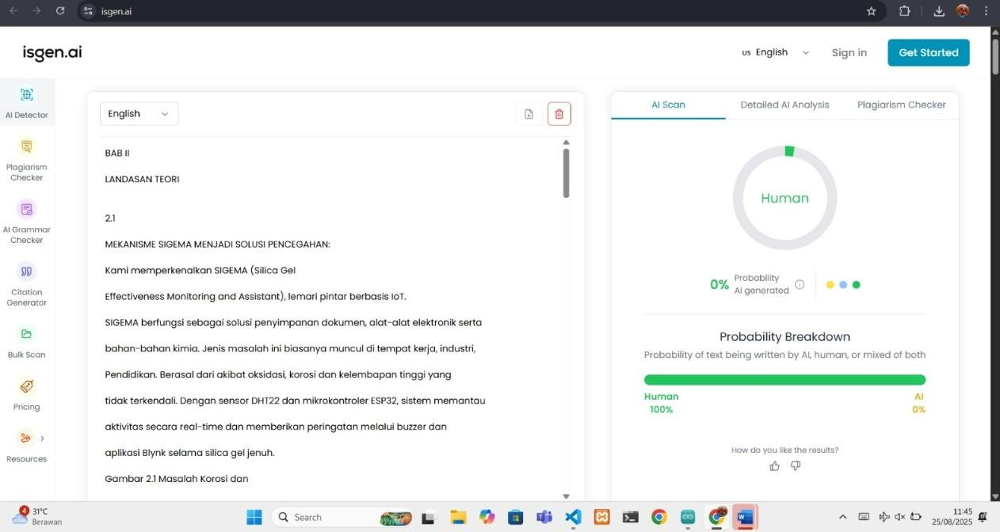 isgen.ai
isgen.ai
us English
Sign in
Get Started
AI Detector
Plagiarism
Checker
AI Grammar
Checker
Citation
Generator
Bulk Scan
Pricing
Resources
English
BAB II
LANDASAN TEORI
2.1
MEKANISME SIGEMA MENJADI SOLUSI PENCEGAHAN:
Kami memperkenalkan SIGEMA (Silica Gel
Effectiveness Monitoring and Assistant), lemari pintar berbasis IoT.
SIGEMA berfungsi sebagai solusi penyimpanan dokumen, alat-alat elektronik serta
bahan-bahan kimia. Jenis masalah ini biasanya muncul di tempat kerja, industri,
Pendidikan. Berasal dari akibat oksidasi, korosi dan kelembapan tinggi yang
tidak terkendali. Dengan sensor DHT22 dan mikrokontroler ESP32, sistem memantau
aktivitas secara real-time dan memberikan peringatan melalui buzzer dan
aplikasi Blynk selama silica gel jenuh.
Gambar 2.1 Masalah Korosi dan
AI Scan
Detailed AI Analysis
Plagiarism Checker
Human
0%
Probability
AI generated
Probability Breakdown
Probability of text being written by AI, human, or mixed of both
Human
AI
100%
0%
How do you like the results?
4
31°C
Berawan
Search
11:45
25/08/2025